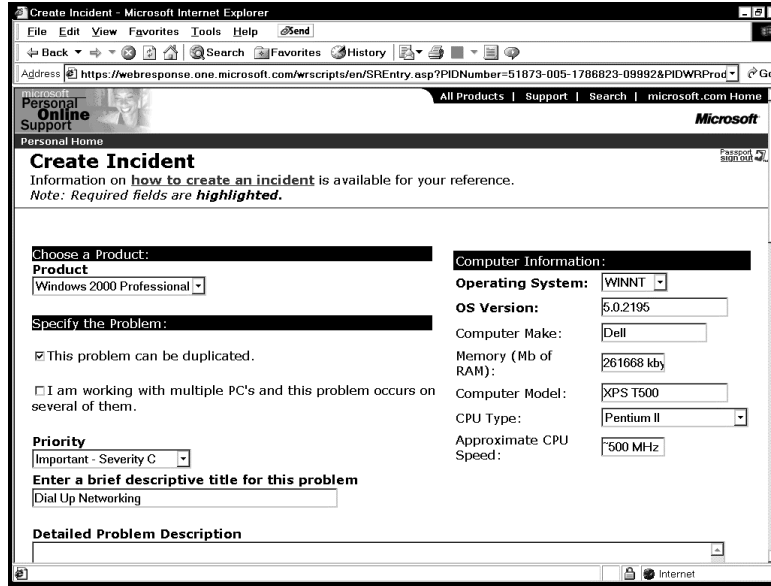 Create Incident - Microsoft Internet Explorer
File Edit View Favorites Tools Help Send
Back Search Favorites History
Address https://webresponse.one.microsoft.com/wrscripts/en/SREntry.asp?PIDNumber=51873-005-1786823-09992&PIDWRProd Go
microsoft
Personal
Online
Support
All Products | Support | Search | microsoft.com Home
Microsoft
Personal Home
Create Incident
Passport
sign out
Information on how to create an incident is available for your reference.
Note: Required fields are highlighted.
Choose a Product:
Product
Windows 2000 Professional
Specify the Problem:
This problem can be duplicated.
I am working with multiple PC's and this problem occurs on
several of them.
Priority
Important - Severity C
Enter a brief descriptive title for this problem
Dial Up Networking
Detailed Problem Description
Computer Information:
Operating System: WINNT
OS Version: 5.0.2195
Computer Make: Dell
Memory (Mb of
RAM): 261668 kby
Computer Model: XPS T500
CPU Type: Pentium II
Approximate CPU
Speed: ~500 MHz
Internet